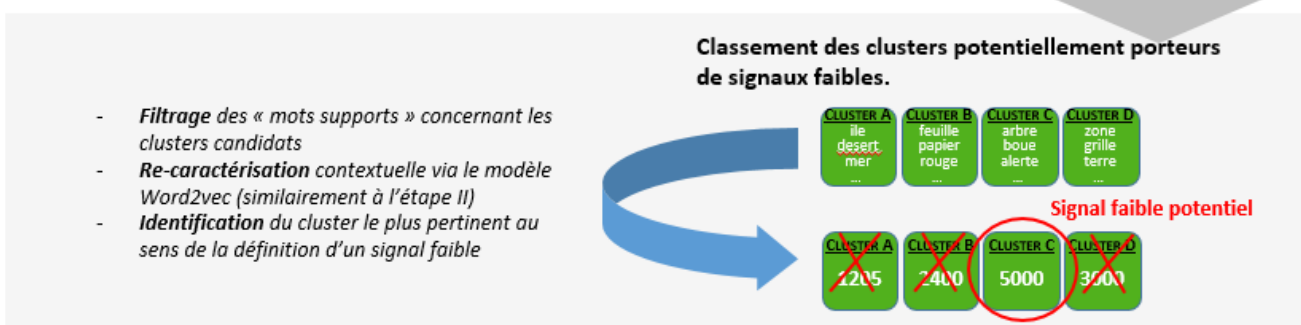 Classement des clusters potentiellement porteurs
de signaux faibles.
- Filtrage des « mots supports » concernant les
clusters candidats
- Re-caractérisation contextuelle via le modèle
Word2vec (similairement à l'étape II)
- Identification du cluster le plus pertinent au
sens de la définition d'un signal faible
CLUSTER A
ile
desert
mer
...
CLUSTER B
feuille
papier
rouge
...
CLUSTER C
arbre
boue
alerte
...
CLUSTER D
zone
grille
terre
...
Signal faible potentiel
CLUSTER A
1205
CLUSTER B
2400
CLUSTER C
5000
CLUSTER D
3000